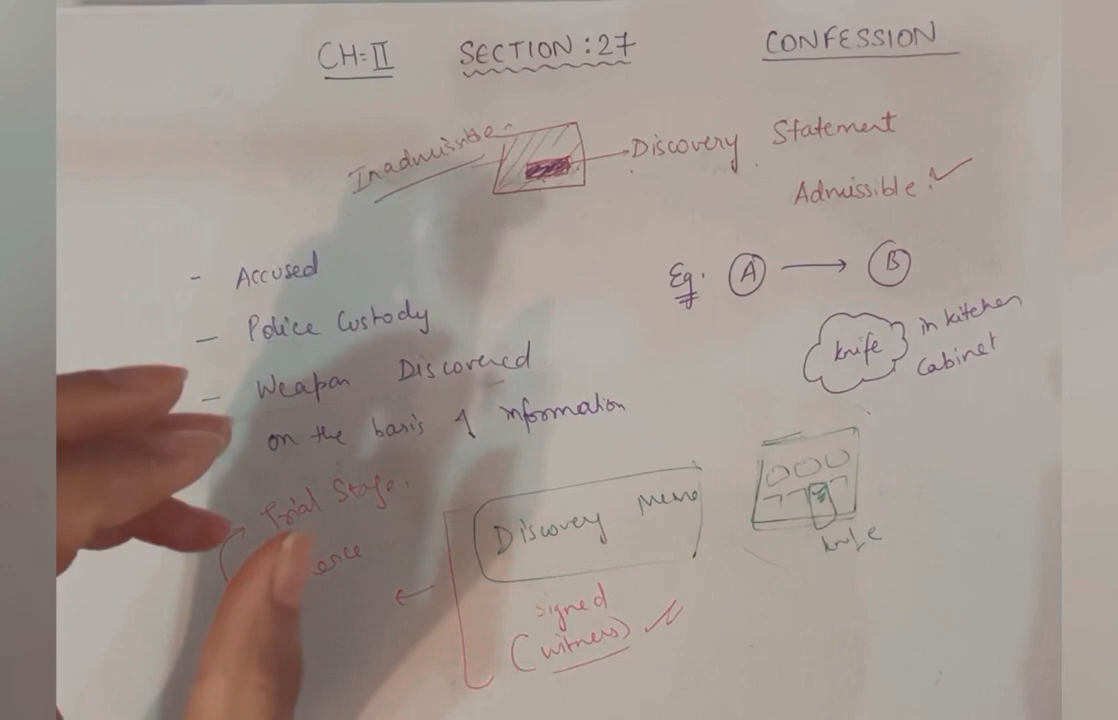 CH=II SECTION:27 CONFESSION
Inadmissible
Discovery Statement
Admissible
- Accused
- Police Custody
- Weapon Discovered
on the basis of information
Eg. A → B
knife in kitchen
cabinet
knife
Trial Stage.
Discovey Memo
signed
(witness)